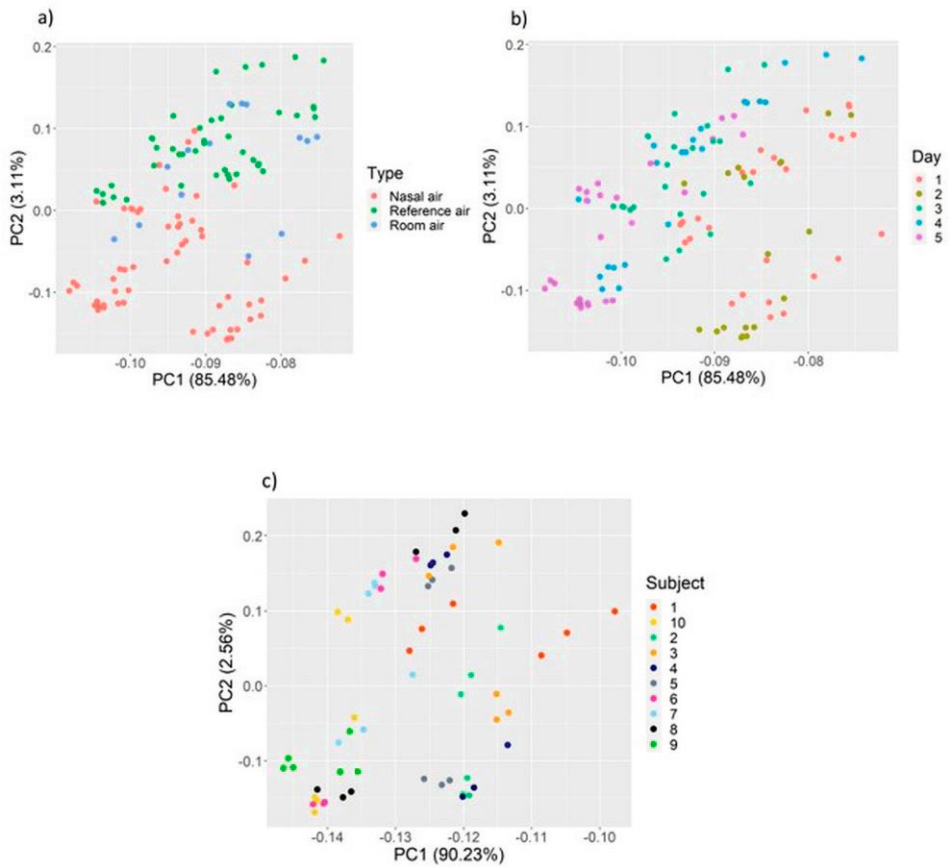 a)
0.2
0.1
0.0
-0.1
PC2 (3.11%)
-0.10
-0.09
-0.08
PC1 (85.48%)
Type
Nasal air
Reference air
Room air
b)
0.2
0.1
0.0
-0.1
PC2 (3.11%)
-0.10
-0.09
-0.08
PC1 (85.48%)
Day
1
2
3
4
5
c)
0.2
0.1
0.0
-0.1
PC2 (2.56%)
-0.14
-0.13
-0.12
-0.11
-0.10
PC1 (90.23%)
Subject
1
10
2
3
4
5
6
7
8
9